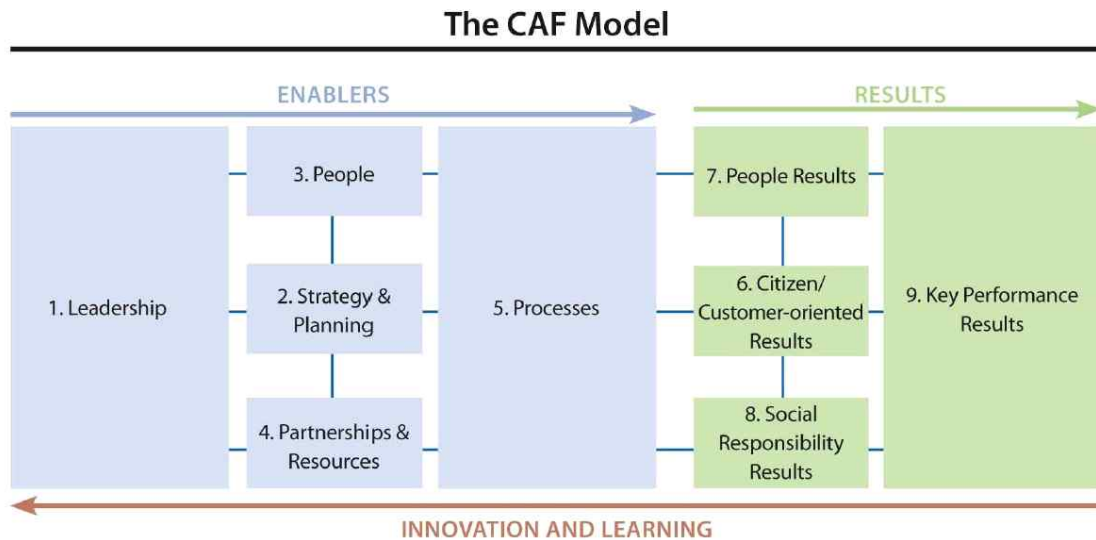 The CAF Model
ENABLERS
RESULTS
1. Leadership
3. People
2. Strategy &
Planning
4. Partnerships &
Resources
5. Processes
7. People Results
6. Citizen/
Customer-oriented
Results
8. Social
Responsibility
Results
9. Key Performance
Results
INNOVATION AND LEARNING